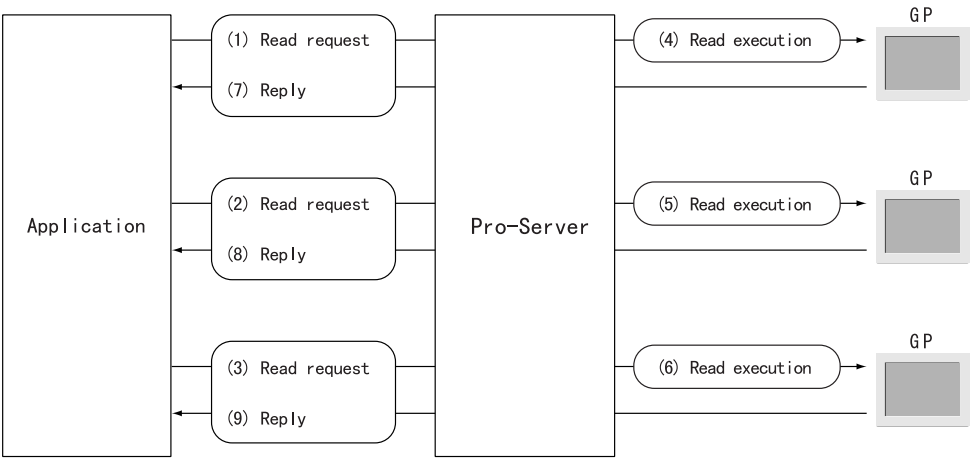 GP
(1) Read request
(4) Read execution
(7) Reply
GP
(2) Read request
(5) Read execution
Application
Pro-Server
(8) Reply
GP
(3) Read request
(6) Read execution
(9) Reply